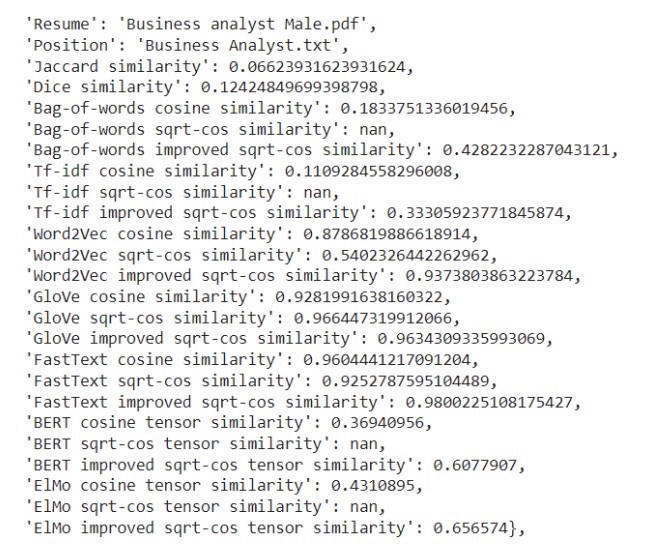 'Resume': 'Business analyst Male.pdf',
'Position': 'Business Analyst.txt',
'Jaccard similarity': 0.06623931623931624,
'Dice similarity': 0.12424849699398798,
'Bag-of-words cosine similarity': 0.1833751336019456,
'Bag-of-words sqrt-cos similarity': nan,
'Bag-of-words improved sqrt-cos similarity': 0.4282232287043121,
'Tf-idf cosine similarity': 0.1109284558296008,
'Tf-idf sqrt-cos similarity': nan,
'Tf-idf improved sqrt-cos similarity': 0.33305923771845874,
'Word2Vec cosine similarity': 0.8786819886618914,
'Word2Vec sqrt-cos similarity': 0.5402326442262962,
'Word2Vec improved sqrt-cos similarity': 0.9373803863223784,
'GloVe cosine similarity': 0.9281991638160322,
'GloVe sqrt-cos similarity': 0.966447319912066,
'GloVe improved sqrt-cos similarity': 0.9634309335993069,
'FastText cosine similarity': 0.9604441217091204,
'FastText sqrt-cos similarity': 0.9252787595104489,
'FastText improved sqrt-cos similarity': 0.9800225108175427,
'BERT cosine tensor similarity': 0.36940956,
'BERT sqrt-cos tensor similarity': nan,
'BERT improved sqrt-cos tensor similarity': 0.6077907,
'ElMo cosine tensor similarity': 0.4310895,
'ElMo sqrt-cos tensor similarity': nan,
'ElMo improved sqrt-cos tensor similarity': 0.656574},